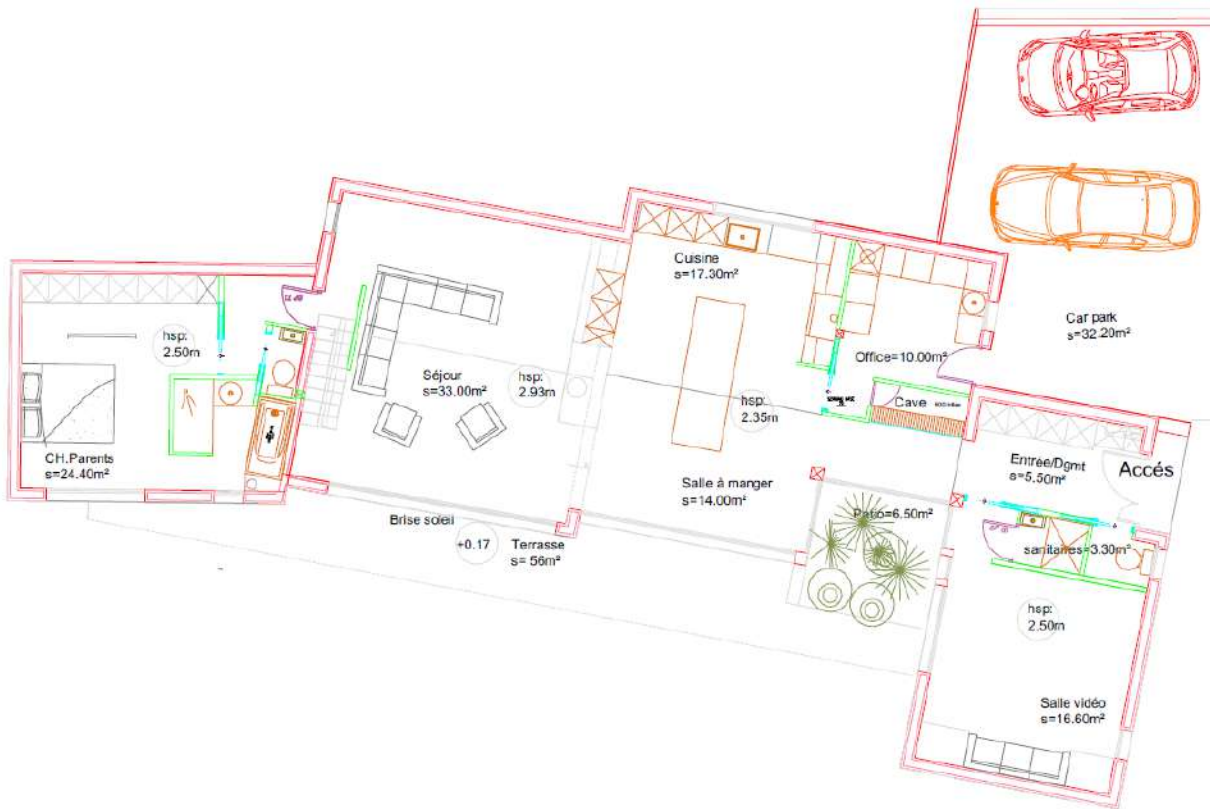 hsp:
2.50m
CH.Parents
s=24.40m²
Séjour
s=33.00m²
hsp:
2.93m
Brise soleil
+0.17
Terrasse
s= 56m²
Cuisine
s=17.30m²
hsp:
2.35m
Salle à manger
s=14.00m²
Office=10.00m²
Cave
Patio=6.50m²
Car park
s=32.20m²
Entrée/Dgmt
s=5.50m²
Accés
sanitaires=3.30m²
hsp:
2.50m
Salle vidéo
s=16.60m²